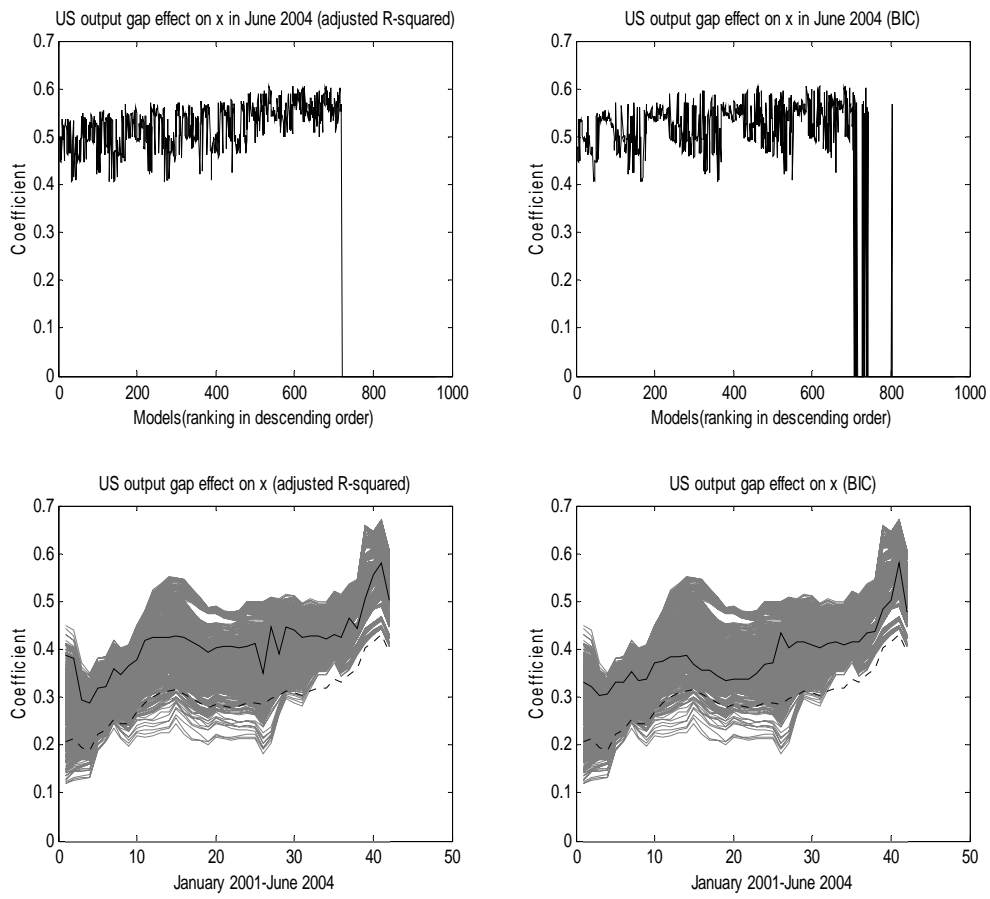 US output gap effect on x in June 2004 (adjusted R-squared)
0.7
0.6
0.5
0.4
0.3
0.2
0.1
0
Coefficient
0 200 400 600 800 1000
Models(ranking in descending order)
US output gap effect on x in June 2004 (BIC)
0.7
0.6
0.5
0.4
0.3
0.2
0.1
0
Coefficient
0 200 400 600 800 1000
Models(ranking in descending order)
US output gap effect on x (adjusted R-squared)
0.7
0.6
0.5
0.4
0.3
0.2
0.1
0
Coefficient
0 10 20 30 40 50
January 2001-June 2004
US output gap effect on x (BIC)
0.7
0.6
0.5
0.4
0.3
0.2
0.1
0
Coefficient
0 10 20 30 40 50
January 2001-June 2004